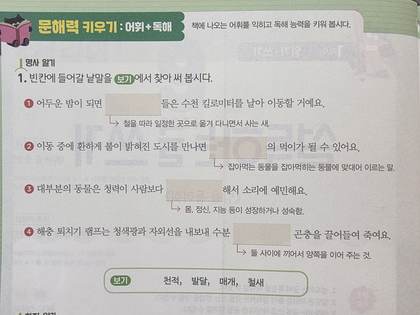 문해력 키우기 : 어휘+독해 책에 나오는 어휘를 익히고 독해 능력을 키워 봅시다.
명사 알기
1. 빈칸에 들어갈 낱말을 보기 에서 찾아 써 봅시다.
1 어두운 밤이 되면 들은 수천 킬로미터를 날아 이동할 거예요.
철을 따라 일정한 곳으로 옮겨 다니면서 사는 새.
2 이동 중에 환하게 불이 밝혀진 도시를 만나면 의 먹이가 될 수 있어요.
잡아먹는 동물을 잡아먹히는 동물에 맞대어 이르는 말.
3 대부분의 동물은 청력이 사람보다 해서 소리에 예민해요.
몸, 정신, 지능 등이 성장하거나 성숙함.
4 해충 퇴치기 램프는 청색광과 자외선을 내보내 수분 곤충을 끌어들여 죽여요.
둘 사이에 끼어서 양쪽을 이어 주는 것.
보기 천적, 발달, 매개, 철새